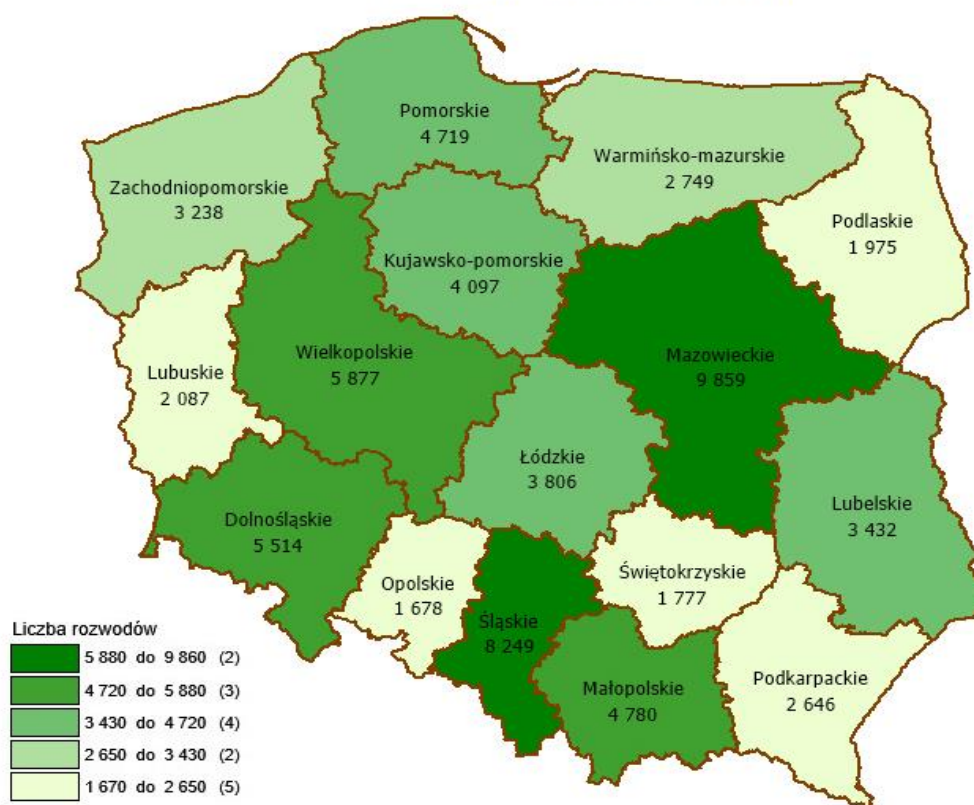 Pomorskie
4 719
Warmińsko-mazurskie
2 749
Zachodniopomorskie
3 238
Podlaskie
1 975
Kujawsko-pomorskie
4 097
Wielkopolskie
5 877
Mazowieckie
9 859
Lubuskie
2 087
Łódzkie
3 806
Lubelskie
3 432
Dolnośląskie
5 514
Opolskie
1 678
Świętokrzyskie
1 777
Śląskie
8 249
Małopolskie
4 780
Podkarpackie
2 646
Liczba rozwodów
5 880 do 9 860 (2)
4 720 do 5 880 (3)
3 430 do 4 720 (4)
2 650 do 3 430 (2)
1 670 do 2 650 (5)